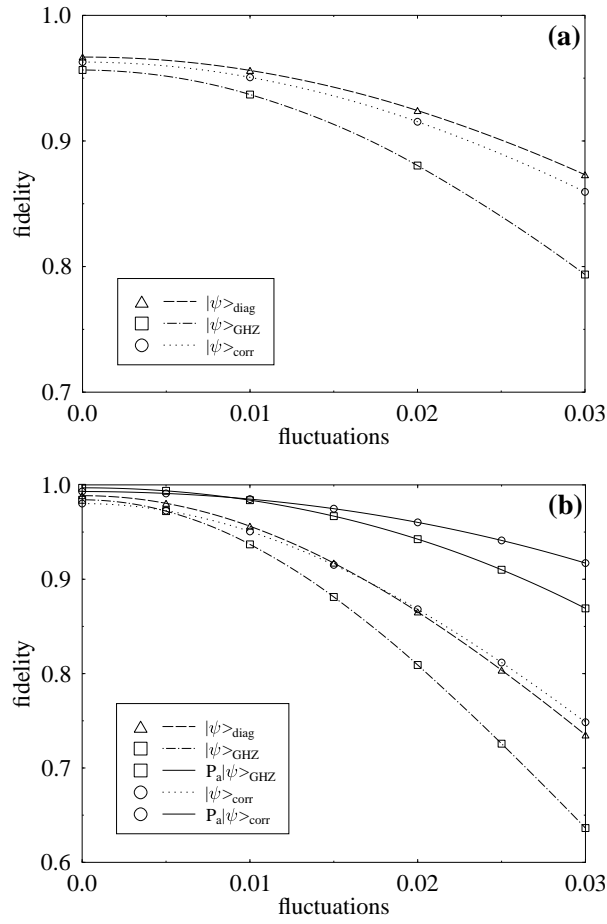 1.0
(a)
0.9
fidelity
0.8
|ψ>diag
|ψ>GHZ
|ψ>corr
0.7
0.0 0.01 0.02 0.03
fluctuations
1.0
(b)
0.9
fidelity
0.8
0.7
|ψ>diag
|ψ>GHZ
Pa|ψ>GHZ
|ψ>corr
Pa|ψ>corr
0.6
0.0 0.01 0.02 0.03
fluctuations